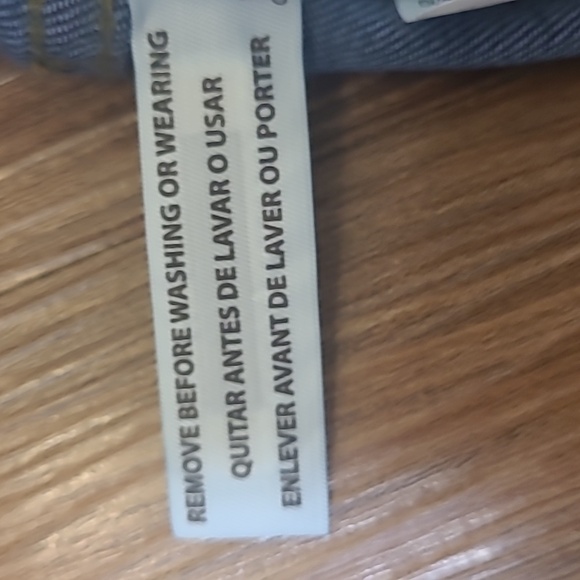 REMOVE BEFORE WASHING OR WEARING
QUITAR ANTES DE LAVAR O USAR
ENLEVER AVANT DE LAVER OU PORTER